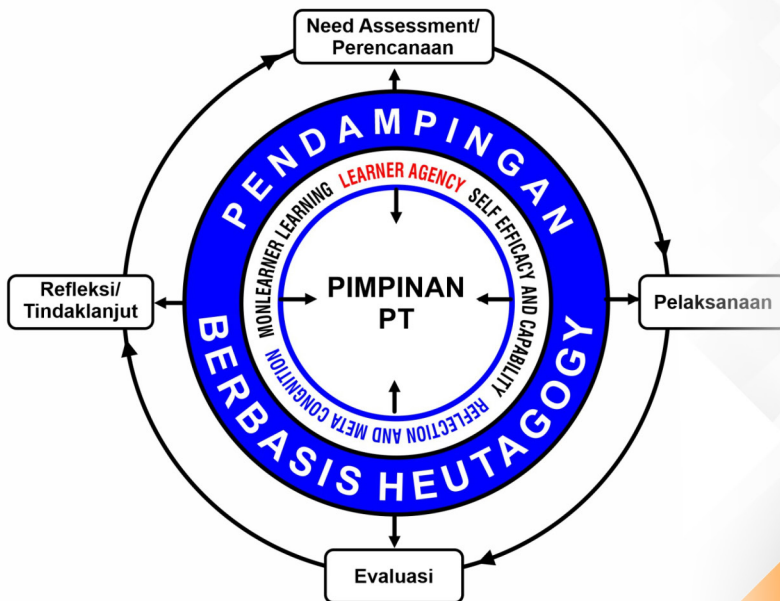 Need Assessment/
Perencanaan
PENDAMPINGAN
LEARNER AGENCY
MONLEARNER LEARNING
SELF EFFICACY AND CAPABILITY
PIMPINAN
PT
Refleksi/
Tindaklanjut
Pelaksanaan
REFLECTION AND META CONGNITION
BERBASIS HEUTAGOGY
Evaluasi